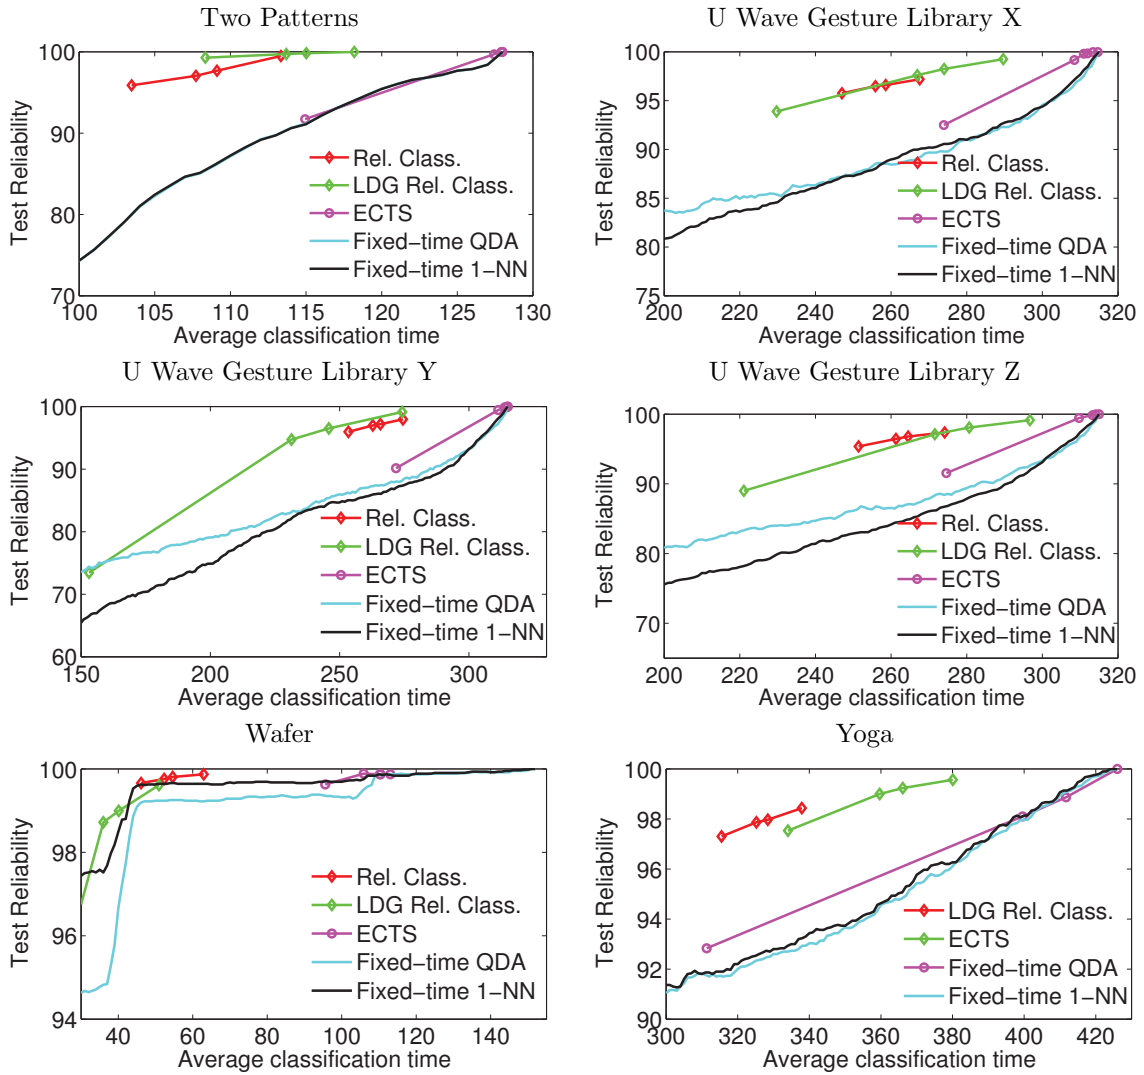 Two Patterns
100
90
80
70
100 105 110 115 120 125 130
Test Reliability
Average classification time
Rel. Class.
LDG Rel. Class.
ECTS
Fixed−time QDA
Fixed−time 1−NN
U Wave Gesture Library X
100
95
90
85
80
75
200 220 240 260 280 300 320
Test Reliability
Average classification time
Rel. Class.
LDG Rel. Class.
ECTS
Fixed−time QDA
Fixed−time 1−NN
U Wave Gesture Library Y
100
90
80
70
60
150 200 250 300
Test Reliability
Average classification time
Rel. Class.
LDG Rel. Class.
ECTS
Fixed−time QDA
Fixed−time 1−NN
U Wave Gesture Library Z
100
90
80
70
200 220 240 260 280 300 320
Test Reliability
Average classification time
Rel. Class.
LDG Rel. Class.
ECTS
Fixed−time QDA
Fixed−time 1−NN
Wafer
100
98
96
94
40 60 80 100 120 140
Test Reliability
Average classification time
Rel. Class.
LDG Rel. Class.
ECTS
Fixed−time QDA
Fixed−time 1−NN
Yoga
100
98
96
94
92
90
300 320 340 360 380 400 420
Test Reliability
Average classification time
LDG Rel. Class.
ECTS
Fixed−time QDA
Fixed−time 1−NN